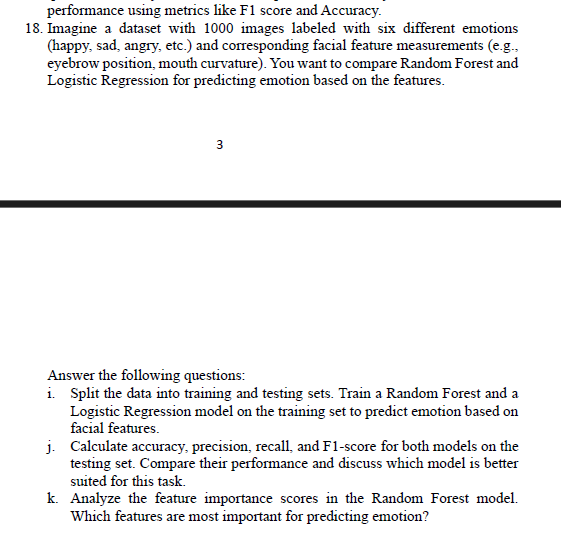 performance using metrics like F1 score and Accuracy.
18. Imagine a dataset with 1000 images labeled with six different emotions
(happy, sad, angry, etc.) and corresponding facial feature measurements (e.g.,
eyebrow position, mouth curvature). You want to compare Random Forest and
Logistic Regression for predicting emotion based on the features.
3
Answer the following questions:
i. Split the data into training and testing sets. Train a Random Forest and a
Logistic Regression model on the training set to predict emotion based on
facial features.
j. Calculate accuracy, precision, recall, and F1-score for both models on the
testing set. Compare their performance and discuss which model is better
suited for this task.
k. Analyze the feature importance scores in the Random Forest model.
Which features are most important for predicting emotion?